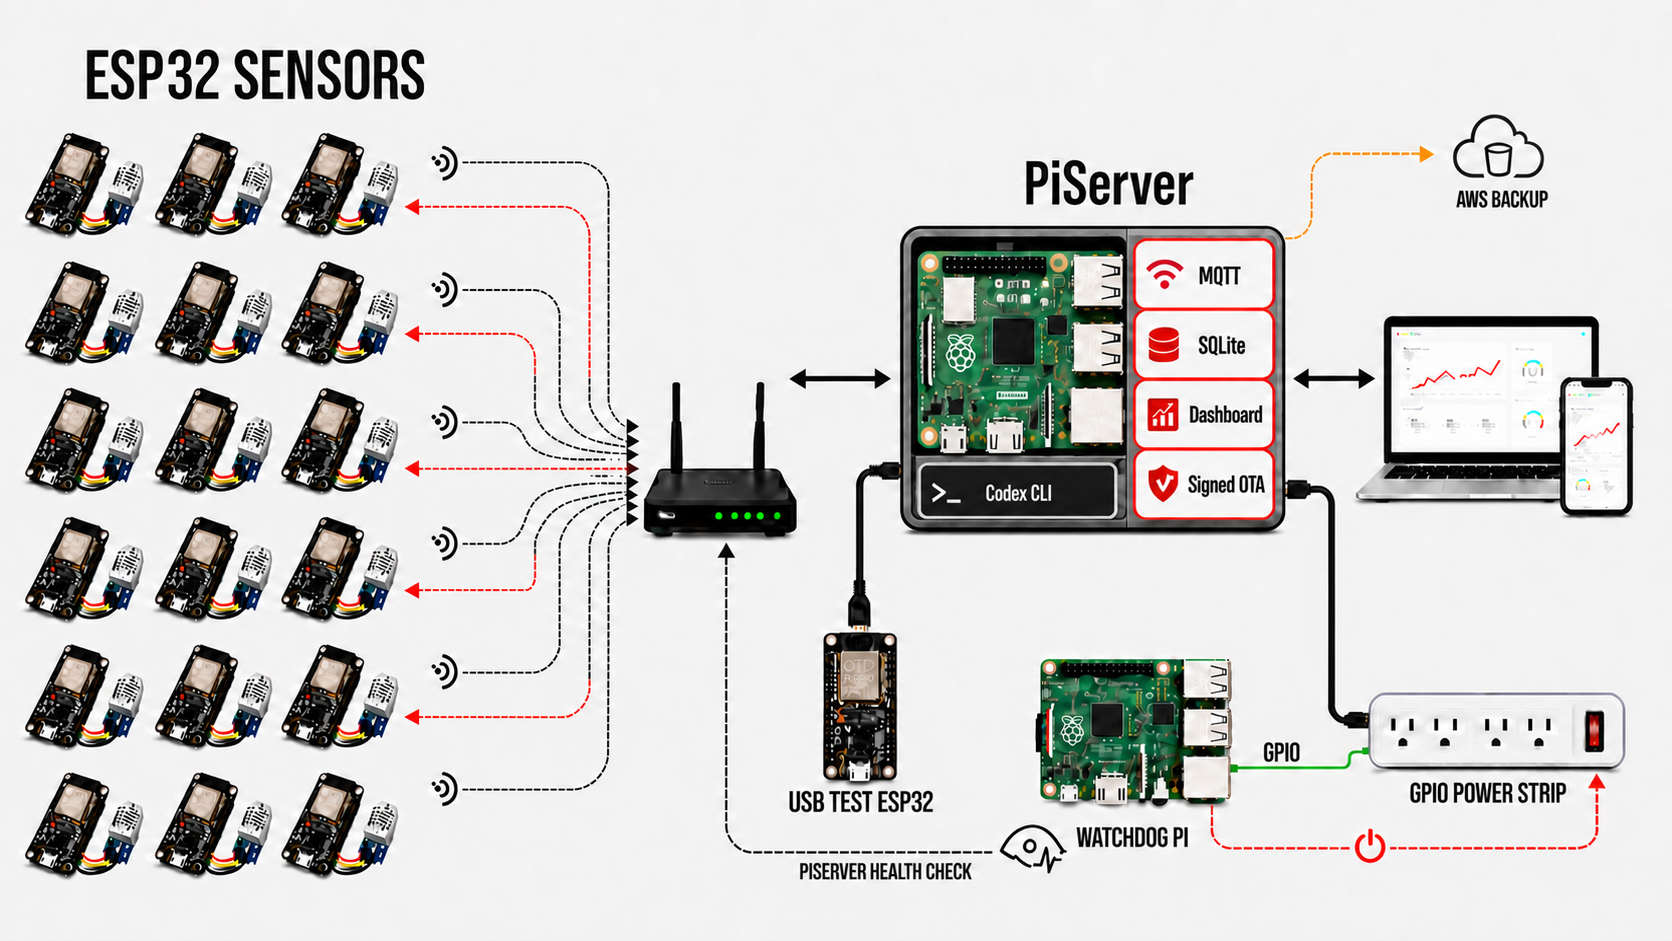 ESP32 SENSORS
PiServer
AWS BACKUP
MQTT
SQLite
Dashboard
Signed OTA
>_ Codex CLI
USB TEST ESP32
GPIO
GPIO POWER STRIP
WATCHDOG PI
PISERVER HEALTH CHECK